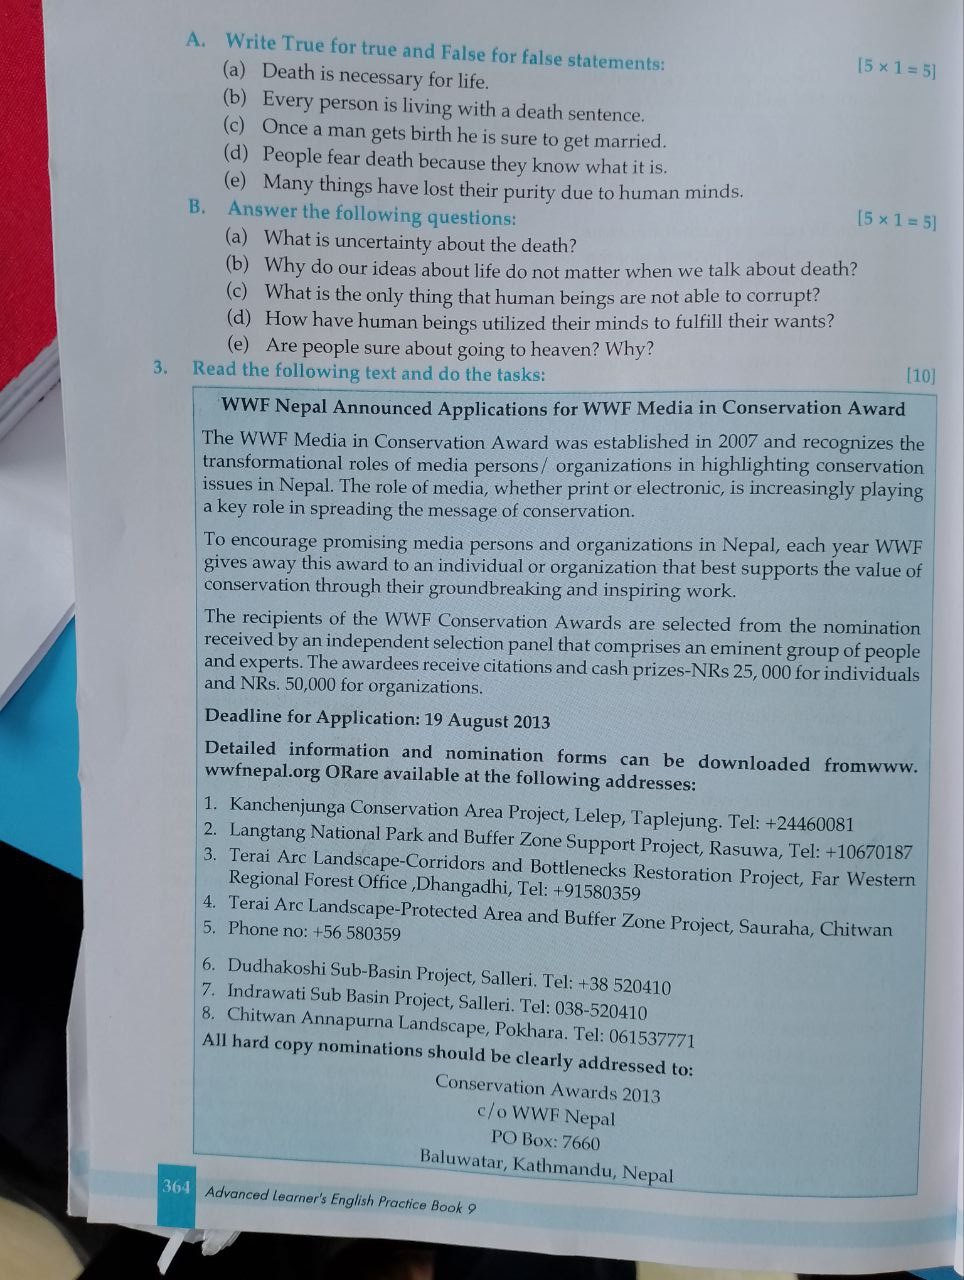 A. Write True for true and False for false statements: [5 × 1 = 5]
(a) Death is necessary for life.
(b) Every person is living with a death sentence.
(c) Once a man gets birth he is sure to get married.
(d) People fear death because they know what it is.
(e) Many things have lost their purity due to human minds.
B. Answer the following questions: [5 × 1 = 5]
(a) What is uncertainty about the death?
(b) Why do our ideas about life do not matter when we talk about death?
(c) What is the only thing that human beings are not able to corrupt?
(d) How have human beings utilized their minds to fulfill their wants?
(e) Are people sure about going to heaven? Why?
3. Read the following text and do the tasks: [10]
WWF Nepal Announced Applications for WWF Media in Conservation Award
The WWF Media in Conservation Award was established in 2007 and recognizes the
transformational roles of media persons/ organizations in highlighting conservation
issues in Nepal. The role of media, whether print or electronic, is increasingly playing
a key role in spreading the message of conservation.
To encourage promising media persons and organizations in Nepal, each year WWF
gives away this award to an individual or organization that best supports the value of
conservation through their groundbreaking and inspiring work.
The recipients of the WWF Conservation Awards are selected from the nomination
received by an independent selection panel that comprises an eminent group of people
and experts. The awardees receive citations and cash prizes-NRs 25, 000 for individuals
and NRs. 50,000 for organizations.
Deadline for Application: 19 August 2013
Detailed information and nomination forms can be downloaded fromwww.
wwfnepal.org ORare available at the following addresses:
1. Kanchenjunga Conservation Area Project, Lelep, Taplejung. Tel: +24460081
2. Langtang National Park and Buffer Zone Support Project, Rasuwa, Tel: +10670187
3. Terai Arc Landscape-Corridors and Bottlenecks Restoration Project, Far Western
Regional Forest Office ,Dhangadhi, Tel: +91580359
4. Terai Arc Landscape-Protected Area and Buffer Zone Project, Sauraha, Chitwan
5. Phone no: +56 580359
6. Dudhakoshi Sub-Basin Project, Salleri. Tel: +38 520410
7. Indrawati Sub Basin Project, Salleri. Tel: 038-520410
8. Chitwan Annapurna Landscape, Pokhara. Tel: 061537771
All hard copy nominations should be clearly addressed to:
Conservation Awards 2013
c/o WWF Nepal
PO Box: 7660
Baluwatar, Kathmandu, Nepal
364 Advanced Learner's English Practice Book 9